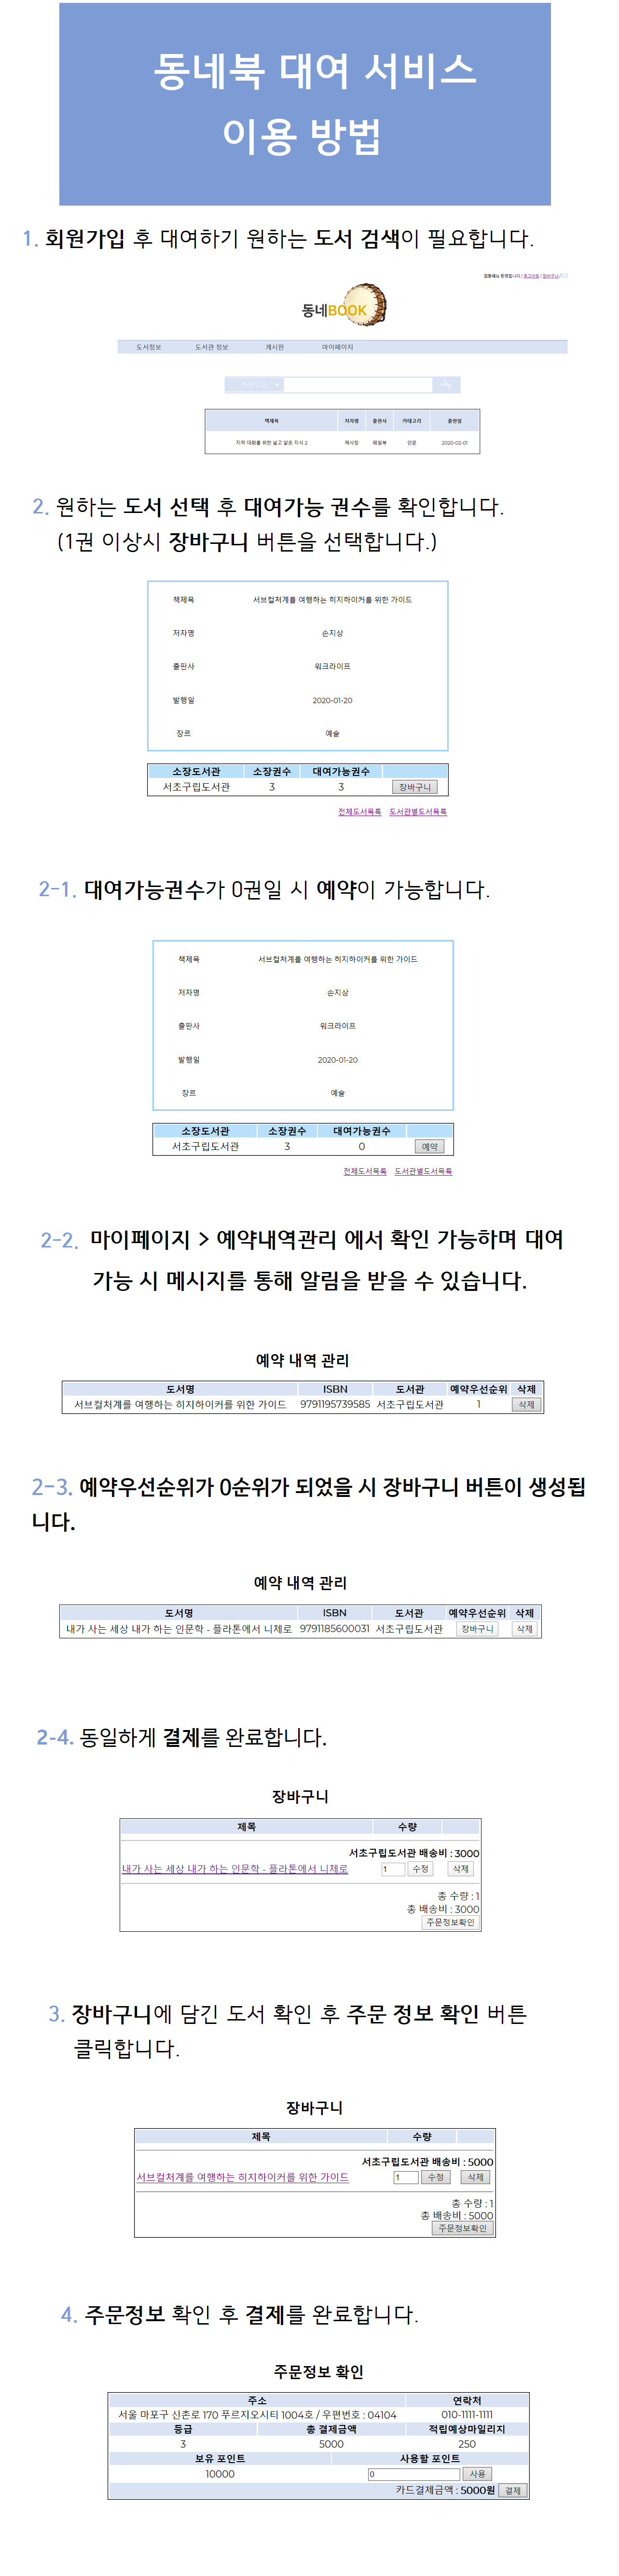 동네북 대여 서비스
이용 방법
1. 회원가입 후 대여하기 원하는 도서 검색이 필요합니다.
환영합니다 / 로그아웃 / 장바구니 /
동네BOOK
도서정보 도서관 정보 게시판 마이페이지
책제목 저자명 출판사 카테고리 출판일
지적 대화를 위한 넓고 얕은 지식 2 채사장 웨일북 인문 2020-02-01
2. 원하는 도서 선택 후 대여가능 권수를 확인합니다.
(1권 이상시 장바구니 버튼을 선택합니다.)
책제목 서브컬처계를 여행하는 히치하이커를 위한 가이드
저자명 손지상
출판사 워크라이프
발행일 2020-01-20
장르 예술
소장도서관 소장권수 대여가능권수
서초구립도서관 3 3 장바구니
전체도서목록 도서관별도서목록
2-1. 대여가능권수가 0권일 시 예약이 가능합니다.
책제목 서브컬처계를 여행하는 히치하이커를 위한 가이드
저자명 손지상
출판사 워크라이프
발행일 2020-01-20
장르 예술
소장도서관 소장권수 대여가능권수
서초구립도서관 3 0 예약
전체도서목록 도서관별도서목록
2-2. 마이페이지 > 예약내역관리 에서 확인 가능하며 대여
가능 시 메시지를 통해 알림을 받을 수 있습니다.
예약 내역 관리
도서명 ISBN 도서관 예약우선순위 삭제
서브컬처계를 여행하는 히치하이커를 위한 가이드 9791195739585 서초구립도서관 1 삭제
2-3. 예약우선순위가 0순위가 되었을 시 장바구니 버튼이 생성됩
니다.
예약 내역 관리
도서명 ISBN 도서관 예약우선순위 삭제
내가 사는 세상 내가 하는 인문학 - 플라톤에서 니체로 9791185600031 서초구립도서관 장바구니 삭제
2-4. 동일하게 결제를 완료합니다.
장바구니
제목 수량
서초구립도서관 배송비 : 3000
내가 사는 세상 내가 하는 인문학 - 플라톤에서 니체로 1 수정 삭제
총 수량 : 1
총 배송비 : 3000
주문정보확인
3. 장바구니에 담긴 도서 확인 후 주문 정보 확인 버튼
클릭합니다.
장바구니
제목 수량
서초구립도서관 배송비 : 5000
서브컬처계를 여행하는 히치하이커를 위한 가이드 1 수정 삭제
총 수량 : 1
총 배송비 : 5000
주문정보확인
4. 주문정보 확인 후 결제를 완료합니다.
주문정보 확인
주소 연락처
서울 마포구 신촌로 170 푸르지오시티 1004호 / 우편번호 : 04104 010-1111-1111
등급 총 결제금액 적립예상마일리지
3 5000 250
보유 포인트 사용할 포인트
10000 0 사용
카드결제금액 : 5000원 결제